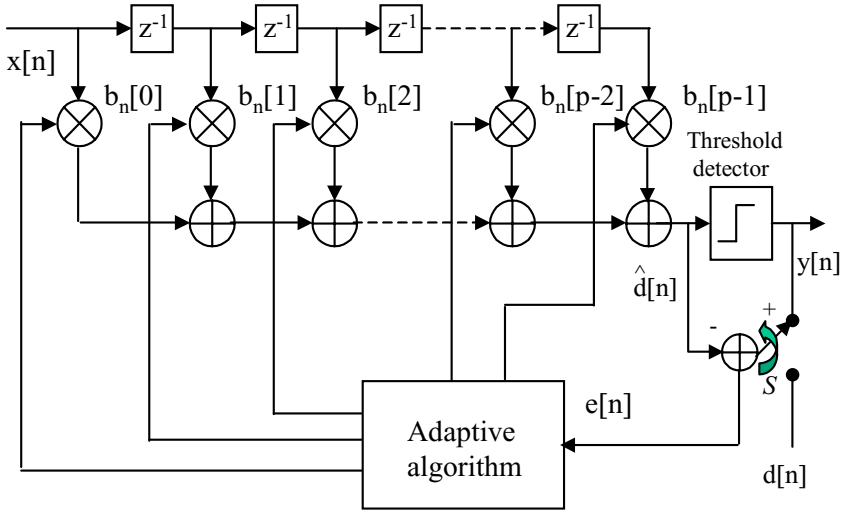 z⁻¹ z⁻¹ z⁻¹ z⁻¹
x[n]
bₙ[0] bₙ[1] bₙ[2] bₙ[p-2] bₙ[p-1]
Threshold
detector
y[n]
^
d[n]
+
-
S
e[n]
Adaptive
algorithm
d[n]